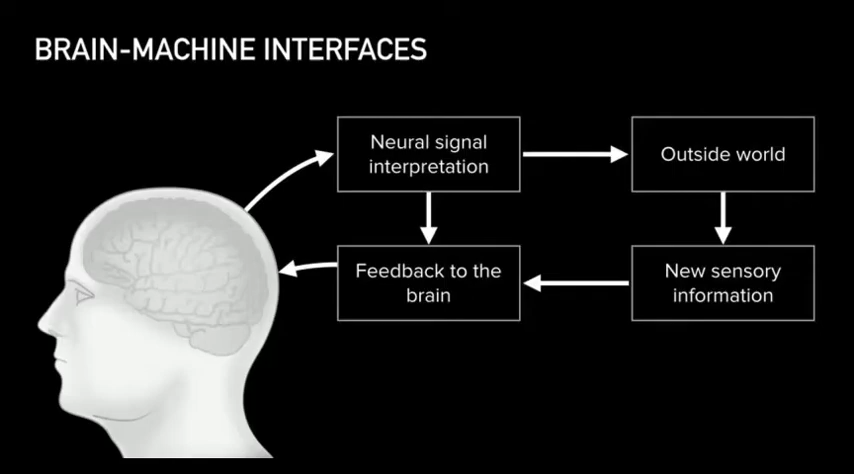 BRAIN-MACHINE INTERFACES
Neural signal
interpretation
Outside world
Feedback to the
brain
New sensory
information